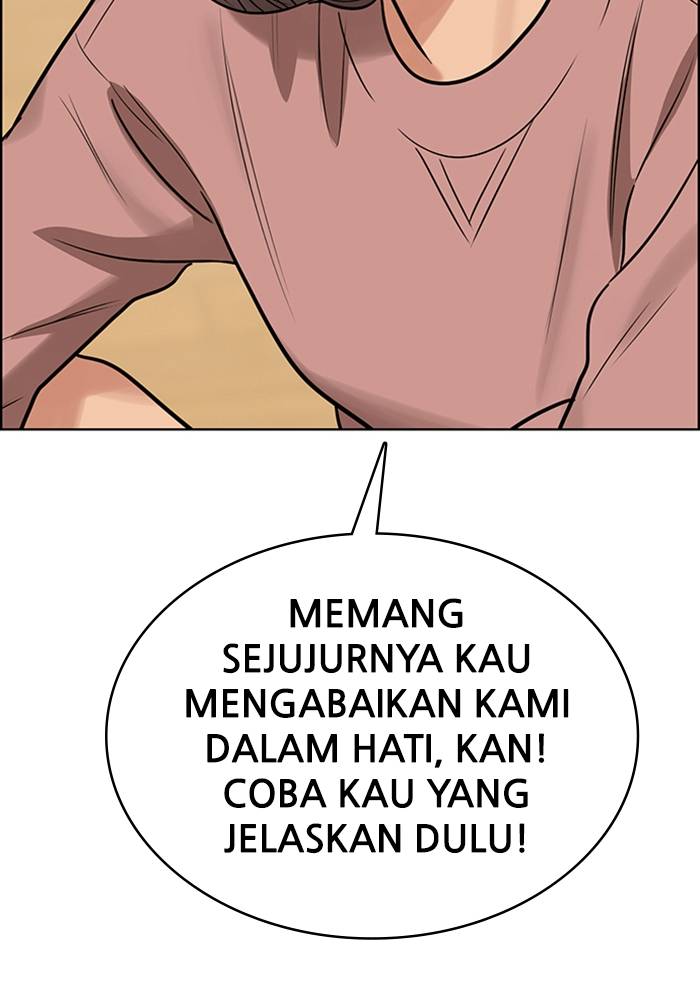 MEMANG
SEJUJURNYA KAU
MENGABAIKAN KAMI
DALAM HATI, KAN!
COBA KAU YANG
JELASKAN DULU!